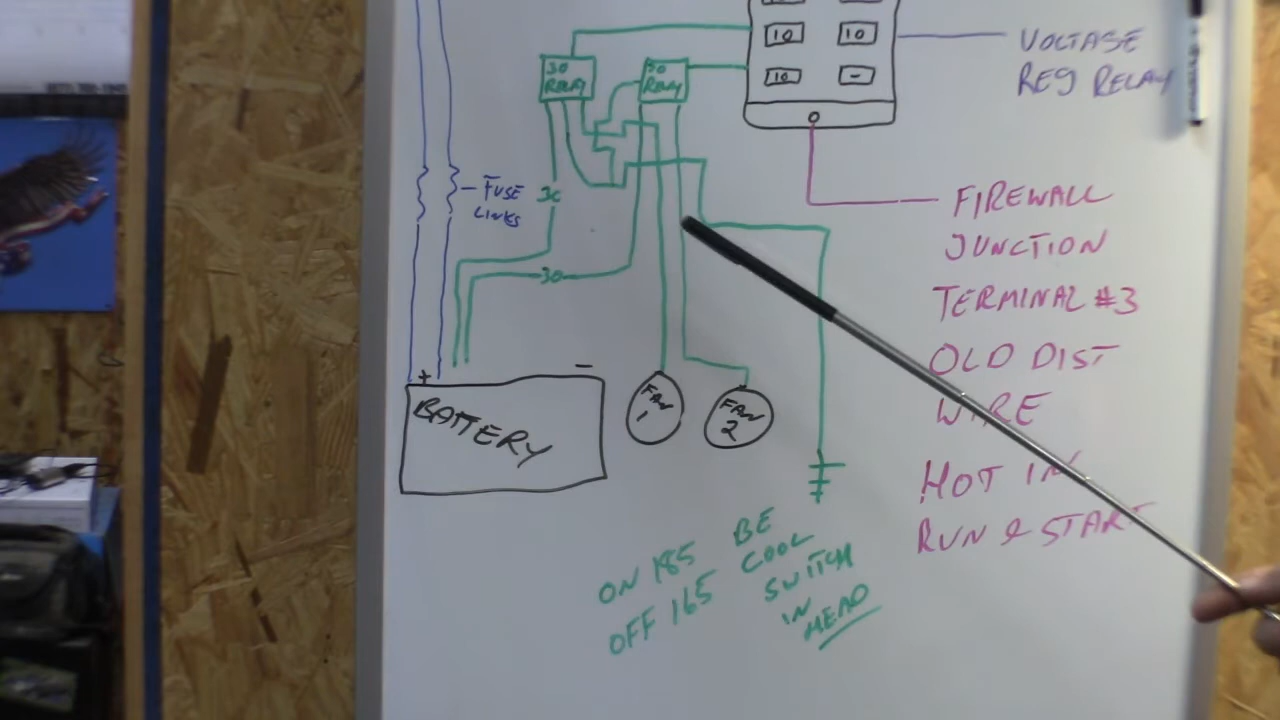 10 10
10 -
VOLTASE
REG RELAY
30
RELAY
30
RELAY
FUSE
LINKS
30
30
FIREWALL
JUNCTION
TERMINAL #3
OLD DIST
WIRE
HOT IN
RUN & START
+ -
BATTERY
FAN
1
FAN
2
ON 185
OFF 165
BE
COOL
SWITCH
IN
HEAD